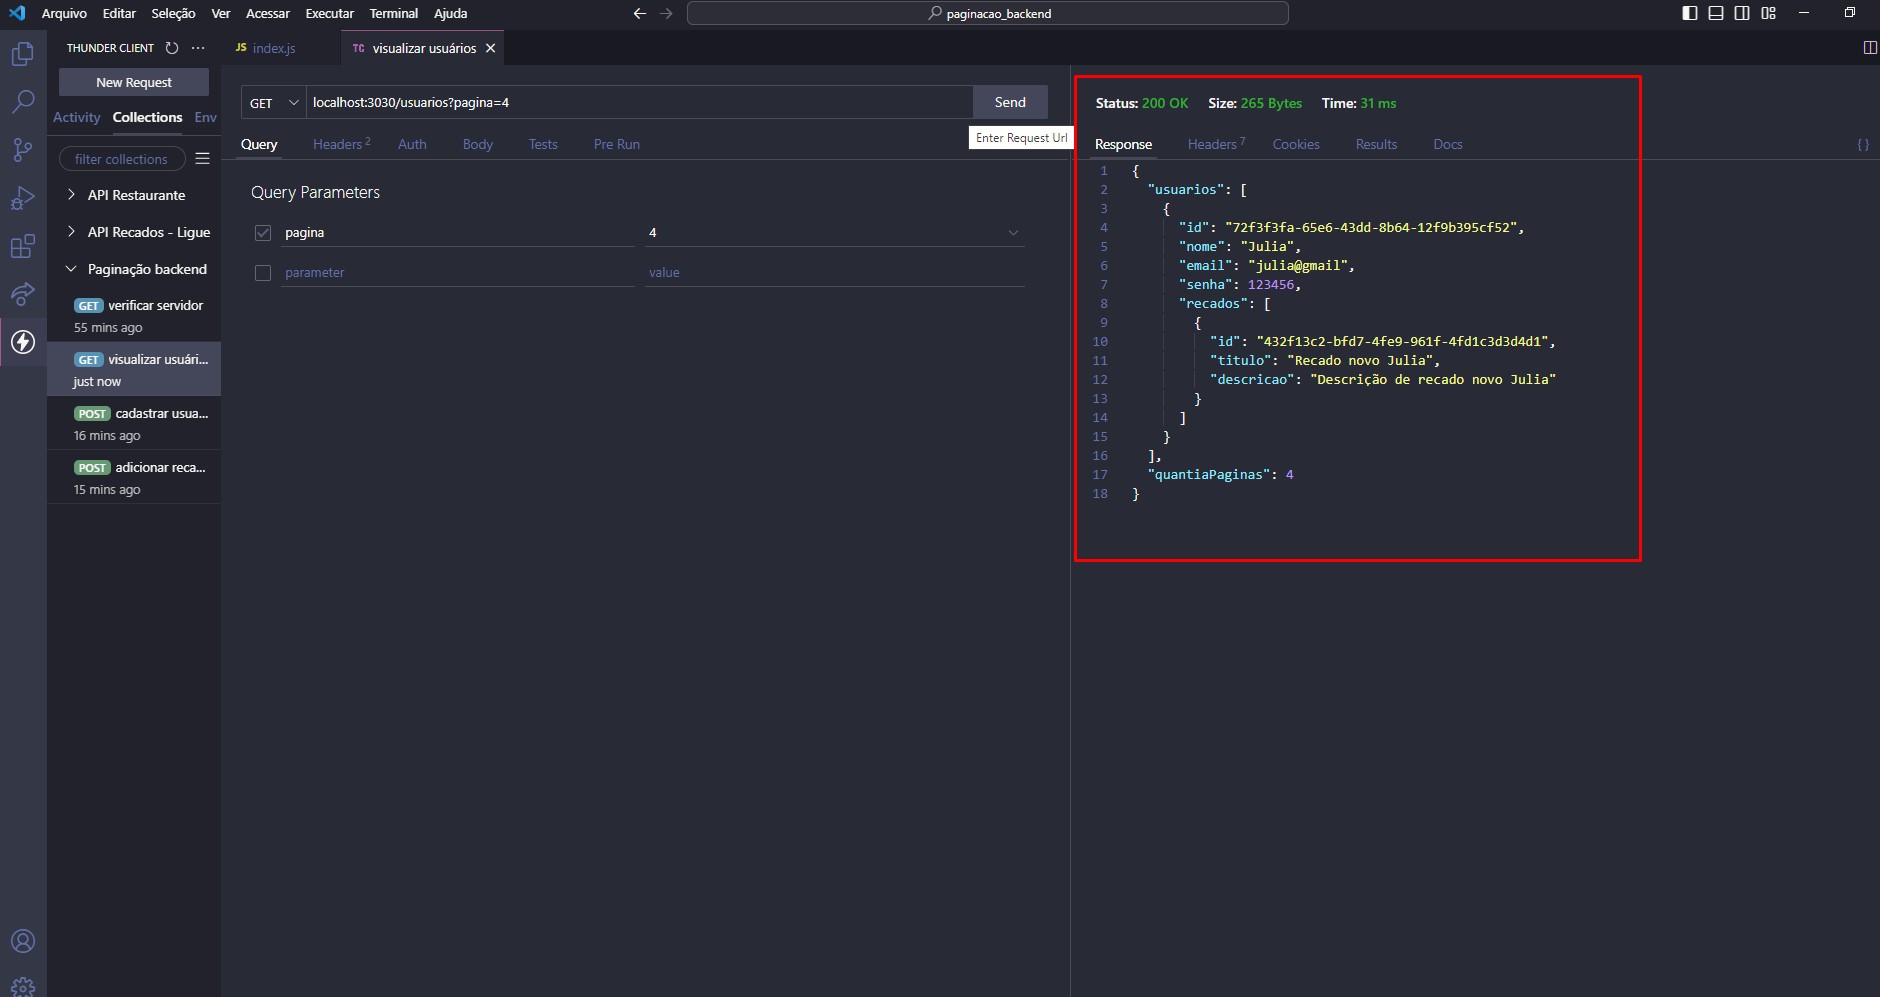 Arquivo Editar Seleção Ver Acessar Executar Terminal Ajuda
paginacao_backend
THUNDER CLIENT
New Request
Activity Collections Env
filter collections
API Restaurante
API Recados - Ligue
Paginação backend
GET verificar servidor
55 mins ago
GET visualizar usuári...
just now
POST cadastrar usua...
16 mins ago
POST adicionar reca...
15 mins ago
JS index.js
TC visualizar usuários
GET localhost:3030/usuarios?pagina=4 Send
Enter Request Url
Query Headers 2 Auth Body Tests Pre Run
Query Parameters
pagina 4
parameter value
Status: 200 OK Size: 265 Bytes Time: 31 ms
Response Headers 7 Cookies Results Docs {}
1 {
2 "usuarios": [
3 {
4 "id": "72f3f3fa-65e6-43dd-8b64-12f9b395cf52",
5 "nome": "Julia",
6 "email": "julia@gmail",
7 "senha": 123456,
8 "recados": [
9 {
10 "id": "432f13c2-bfd7-4fe9-961f-4fd1c3d3d4d1",
11 "titulo": "Recado novo Julia",
12 "descricao": "Descrição de recado novo Julia"
13 }
14 ]
15 }
16 ],
17 "quantiaPaginas": 4
18 }